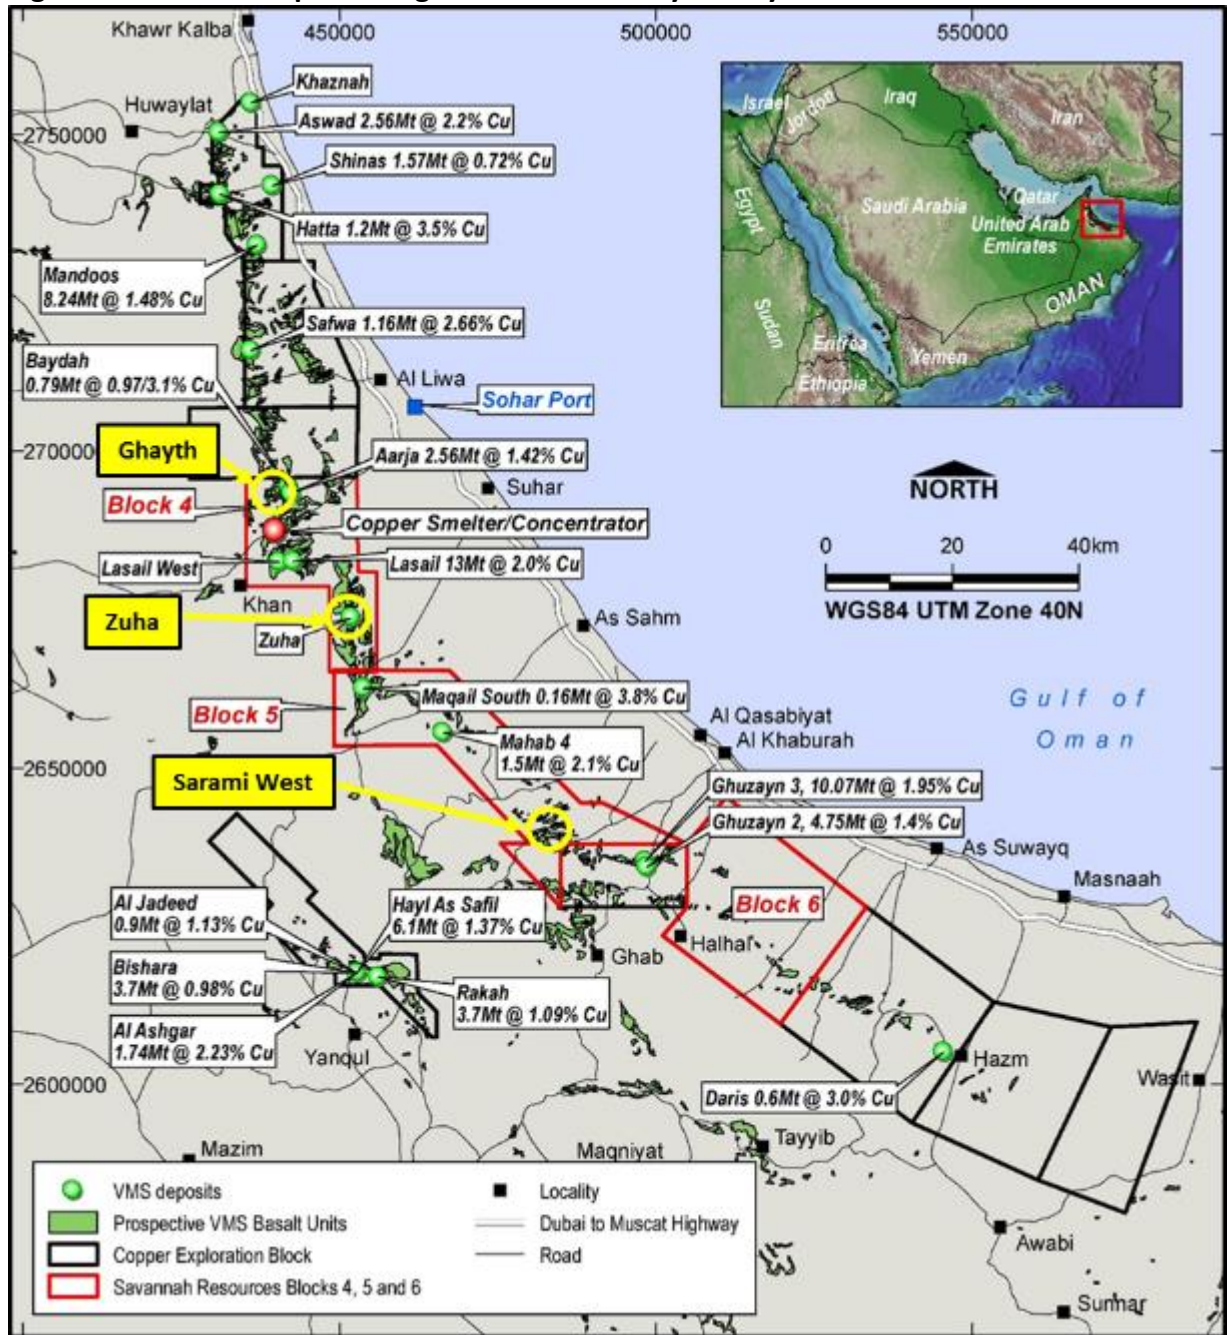 450000
500000
550000
Khawr Kalba
Khaznah
Huwaylat
Aswad 2.56Mt @ 2.2% Cu
2750000
Shinas 1.57Mt @ 0.72% Cu
Hatta 1.2Mt @ 3.5% Cu
Mandoos
8.24Mt @ 1.48% Cu
Safwa 1.16Mt @ 2.66% Cu
Baydah
0.79Mt @ 0.97/3.1% Cu
Al Liwa
Sohar Port
2700000
Ghayth
Aarja 2.56Mt @ 1.42% Cu
Suhar
Block 4
Copper Smelter/Concentrator
Lasail West
Lasail 13Mt @ 2.0% Cu
Khan
Zuha
Zuha
As Sahm
Maqail South 0.16Mt @ 3.8% Cu
Block 5
Mahab 4
1.5Mt @ 2.1% Cu
Al Qasabiyat
Al Khaburah
2650000
Sarami West
Ghuzayn 3, 10.07Mt @ 1.95% Cu
Ghuzayn 2, 4.75Mt @ 1.4% Cu
As Suwayq
Masnaah
Block 6
Al Jadeed
0.9Mt @ 1.13% Cu
Hayl As Safil
6.1Mt @ 1.37% Cu
Halhal
Ghab
Bishara
3.7Mt @ 0.98% Cu
Rakah
3.7Mt @ 1.09% Cu
Al Ashgar
1.74Mt @ 2.23% Cu
Yanqul
Hazm
Wasit
2600000
Daris 0.6Mt @ 3.0% Cu
Tayyib
Mazim
Maqniyat
Awabi
Sunmar
Gulf of
Oman
NORTH
0 20 40km
WGS84 UTM Zone 40N
Israel
Jordon
Iraq
Iran
Egypt
Saudi Arabia
Qatar
United Arab
Emirates
OMAN
Sudan
Eritrea
Yemen
Ethiopia
VMS deposits
Prospective VMS Basalt Units
Copper Exploration Block
Savannah Resources Blocks 4, 5 and 6
Locality
Dubai to Muscat Highway
Road